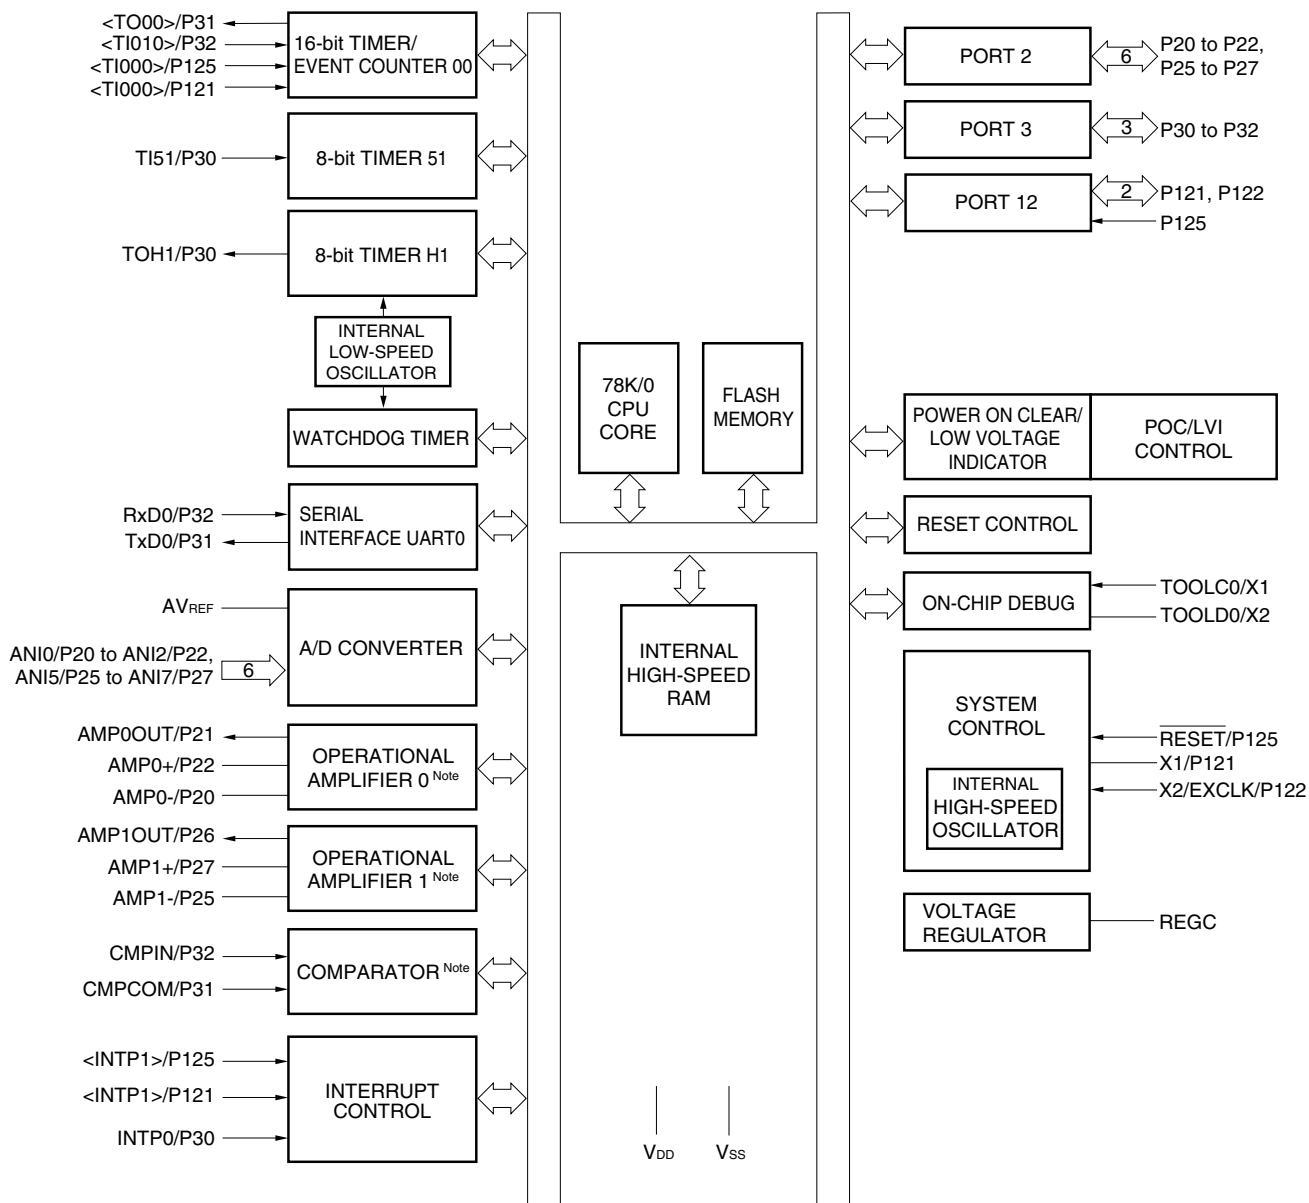 <TO00>/P31
<TI010>/P32
<TI000>/P125
<TI000>/P121
16-bit TIMER/
EVENT COUNTER 00
TI51/P30
8-bit TIMER 51
TOH1/P30
8-bit TIMER H1
INTERNAL
LOW-SPEED
OSCILLATOR
WATCHDOG TIMER
RxD0/P32
TxD0/P31
SERIAL
INTERFACE UART0
AVREF
ANI0/P20 to ANI2/P22,
ANI5/P25 to ANI7/P27
6
A/D CONVERTER
AMP0OUT/P21
AMP0+/P22
AMP0-/P20
OPERATIONAL
AMPLIFIER 0 Note
AMP1OUT/P26
AMP1+/P27
AMP1-/P25
OPERATIONAL
AMPLIFIER 1 Note
CMPIN/P32
CMPCOM/P31
COMPARATOR Note
<INTP1>/P125
<INTP1>/P121
INTP0/P30
INTERRUPT
CONTROL
78K/0
CPU
CORE
FLASH
MEMORY
INTERNAL
HIGH-SPEED
RAM
VDD
VSS
PORT 2
6
P20 to P22,
P25 to P27
PORT 3
3
P30 to P32
PORT 12
2
P121, P122
P125
POWER ON CLEAR/
LOW VOLTAGE
INDICATOR
POC/LVI
CONTROL
RESET CONTROL
ON-CHIP DEBUG
TOOLC0/X1
TOOLD0/X2
SYSTEM
CONTROL
INTERNAL
HIGH-SPEED
OSCILLATOR
RESET/P125
X1/P121
X2/EXCLK/P122
VOLTAGE
REGULATOR
REGC